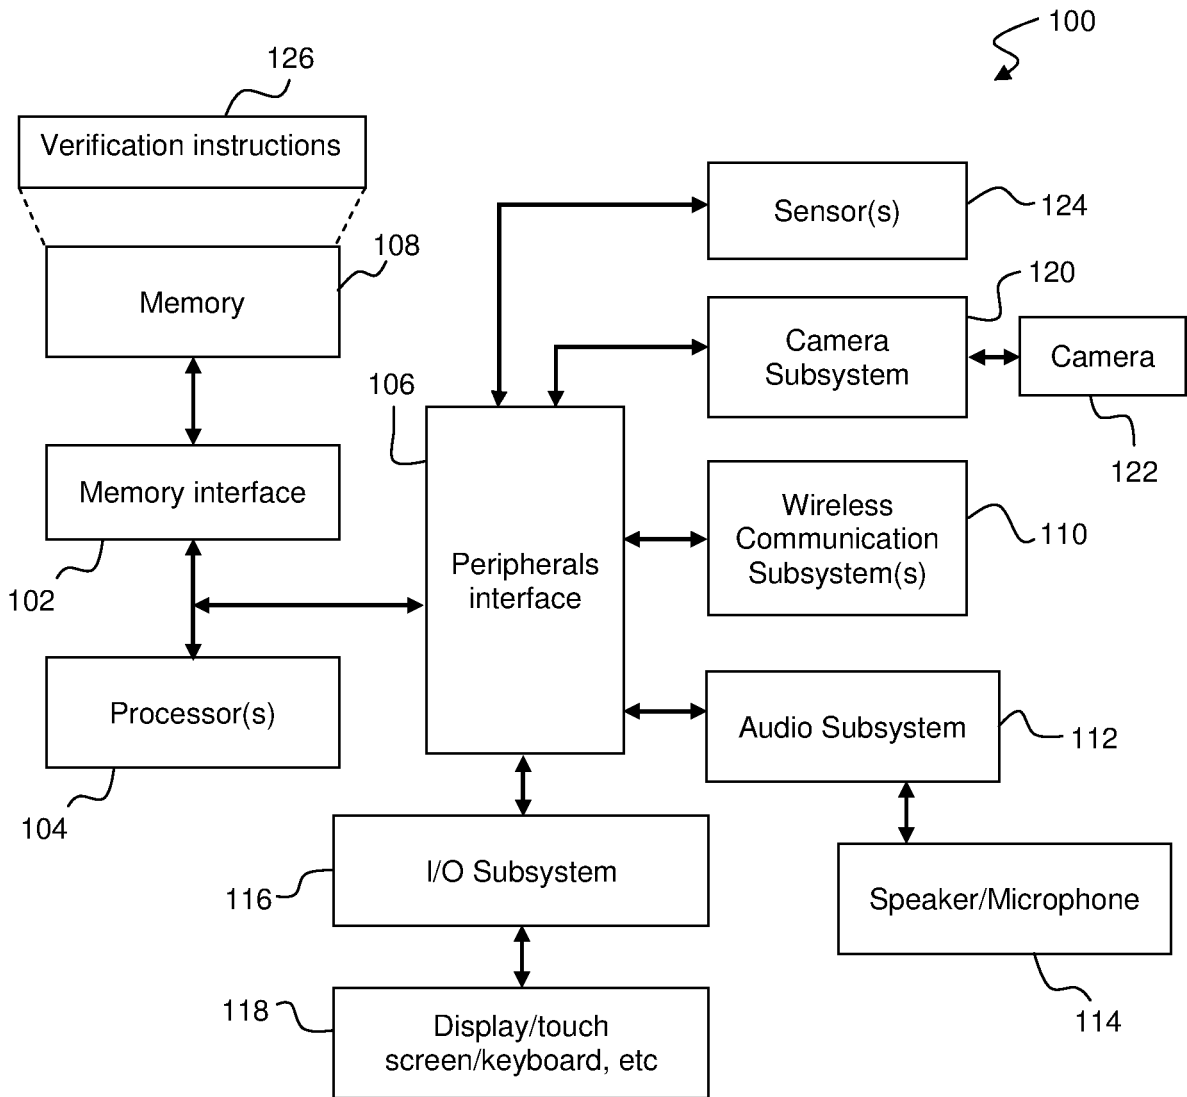 100
126
Verification instructions
108
Memory
Sensor(s)
124
120
Camera
Subsystem
Camera
122
106
Memory interface
102
Peripherals
interface
Wireless
Communication
Subsystem(s)
110
Processor(s)
104
Audio Subsystem
112
I/O Subsystem
116
Speaker/Microphone
114
118
Display/touch
screen/keyboard, etc